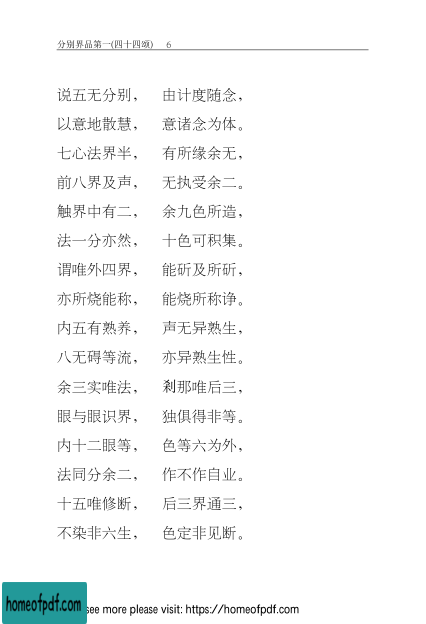 分别界品第一(四十四颂) 6
说五无分别， 由计度随念，
以意地散慧， 意诸念为体。
七心法界半， 有所缘余无，
前八界及声， 无执受余二。
触界中有二， 余九色所造，
法一分亦然， 十色可积集。
谓唯外四界， 能斫及所斫，
亦所烧能称， 能烧所称诤。
内五有熟养， 声无异熟生，
八无碍等流， 亦异熟生性。
余三实唯法， 刹那唯后三，
眼与眼识界， 独俱得非等。
内十二眼等， 色等六为外，
法同分余二， 作不作自业。
十五唯修断， 后三界通三，
不染非六生， 色定非见断。
homeofpdf.com
see more please visit: https://homeofpdf.com